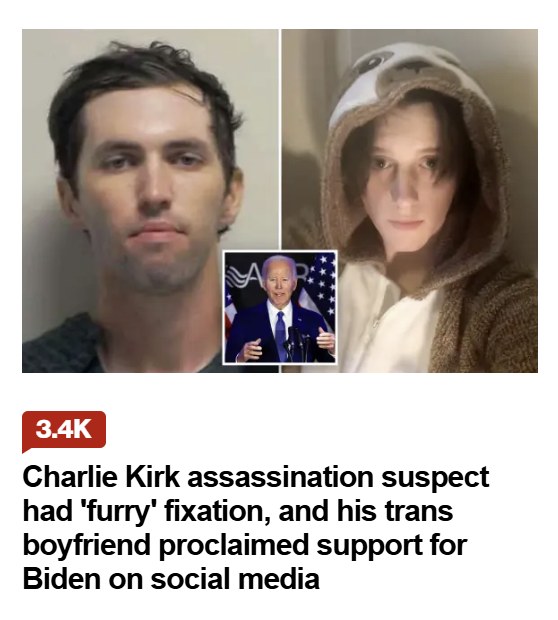 3.4K
Charlie Kirk assassination suspect
had 'furry' fixation, and his trans
boyfriend proclaimed support for
Biden on social media